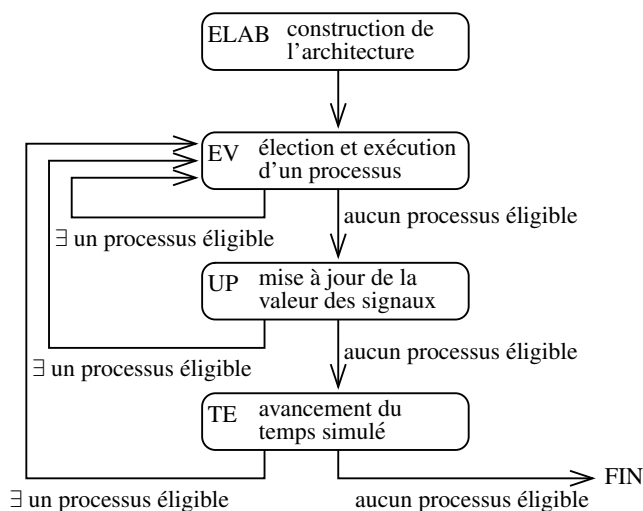 ELAB construction de
l'architecture
EV élection et exécution
d'un processus
∃ un processus éligible
aucun processus éligible
UP mise à jour de la
valeur des signaux
∃ un processus éligible
aucun processus éligible
TE avancement du
temps simulé
FIN
∃ un processus éligible
aucun processus éligible